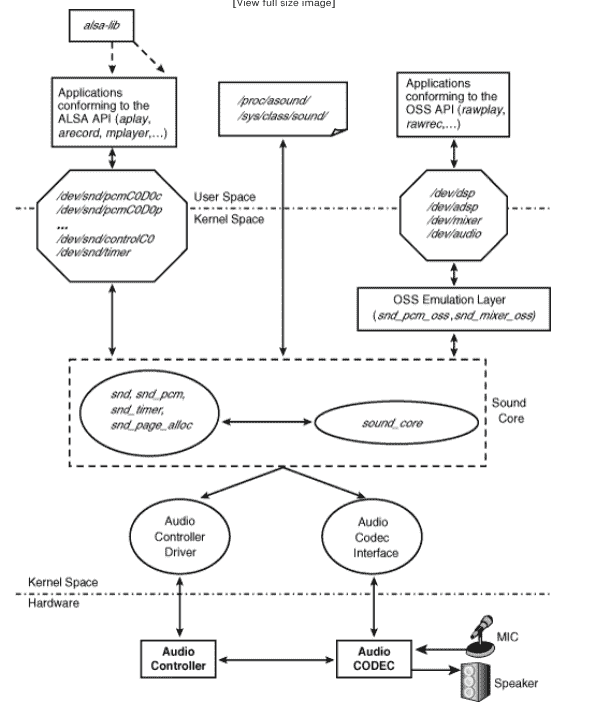 [View full size image]
alsa-lib
Applications
conforming to the
ALSA API (aplay,
arecord, mplayer,...)
/proc/asound/
/sys/class/sound/
Applications
conforming to the
OSS API (rawplay,
rawrec,...)
/dev/snd/pcmC0D0c
/dev/snd/pcmC0D0p
...
/dev/snd/controlC0
/dev/snd/timer
User Space
Kernel Space
/dev/dsp
/dev/adsp
/dev/mixer
/dev/audio
OSS Emulation Layer
(snd_pcm_oss,snd_mixer_oss)
snd, snd_pcm,
snd_timer,
snd_page_alloc
sound_core
Sound
Core
Audio
Controller
Driver
Audio
Codec
Interface
Kernel Space
Hardware
Audio
Controller
Audio
CODEC
MIC
Speaker